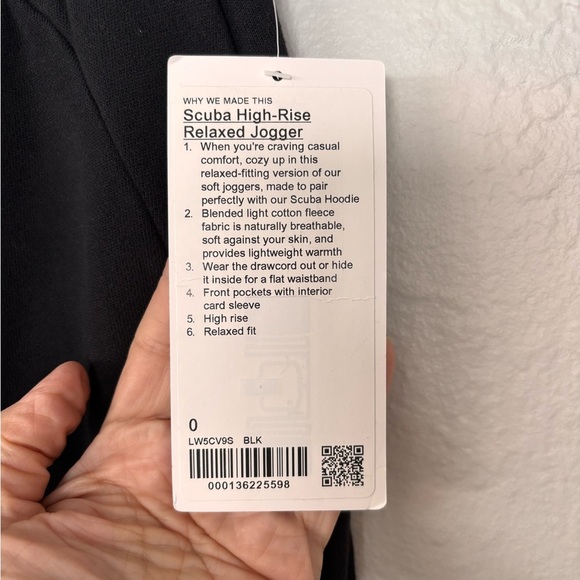 WHY WE MADE THIS
Scuba High-Rise
Relaxed Jogger
1. When you're craving casual
comfort, cozy up in this
relaxed-fitting version of our
soft joggers, made to pair
perfectly with our Scuba Hoodie
2. Blended light cotton fleece
fabric is naturally breathable,
soft against your skin, and
provides lightweight warmth
3. Wear the drawcord out or hide
it inside for a flat waistband
4. Front pockets with interior
card sleeve
5. High rise
6. Relaxed fit
0
LW5CV9S BLK
000136225598